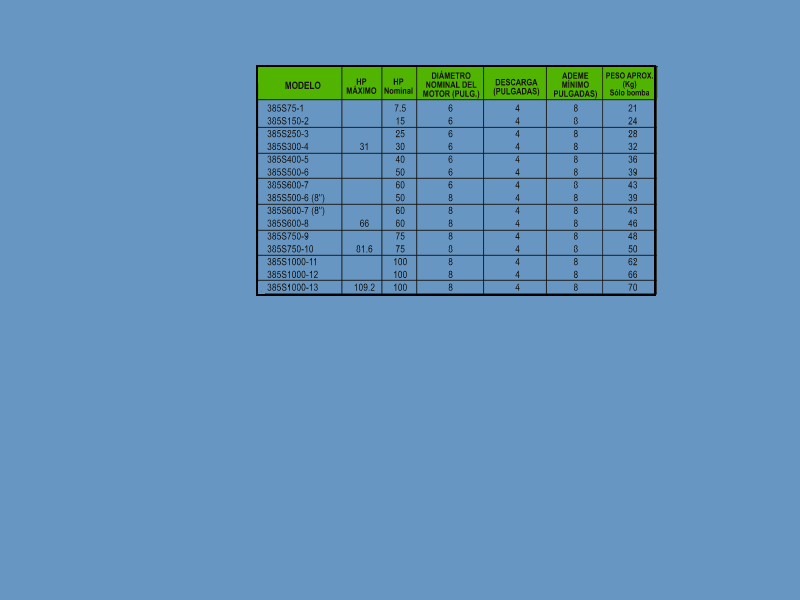 MODELO HP MÁXIMO HP Nominal DIÁMETRO NOMINAL DEL MOTOR (PULG.) DESCARGA (PULGADAS) ADEME MÍNIMO PULGADAS) PESO APROX. (Kg) Sólo bomba
385S75-1 7.5 6 4 8 21
385S150-2 15 6 4 8 24
385S250-3 25 6 4 8 28
385S300-4 31 30 6 4 8 32
385S400-5 40 6 4 8 36
385S500-6 50 6 4 8 39
385S600-7 60 6 4 8 43
385S500-6 (8") 50 8 4 8 39
385S600-7 (8") 60 8 4 8 43
385S600-8 66 60 8 4 8 46
385S750-9 75 8 4 8 48
385S750-10 81.6 75 8 4 8 50
385S1000-11 100 8 4 8 62
385S1000-12 100 8 4 8 66
385S1000-13 109.2 100 8 4 8 70